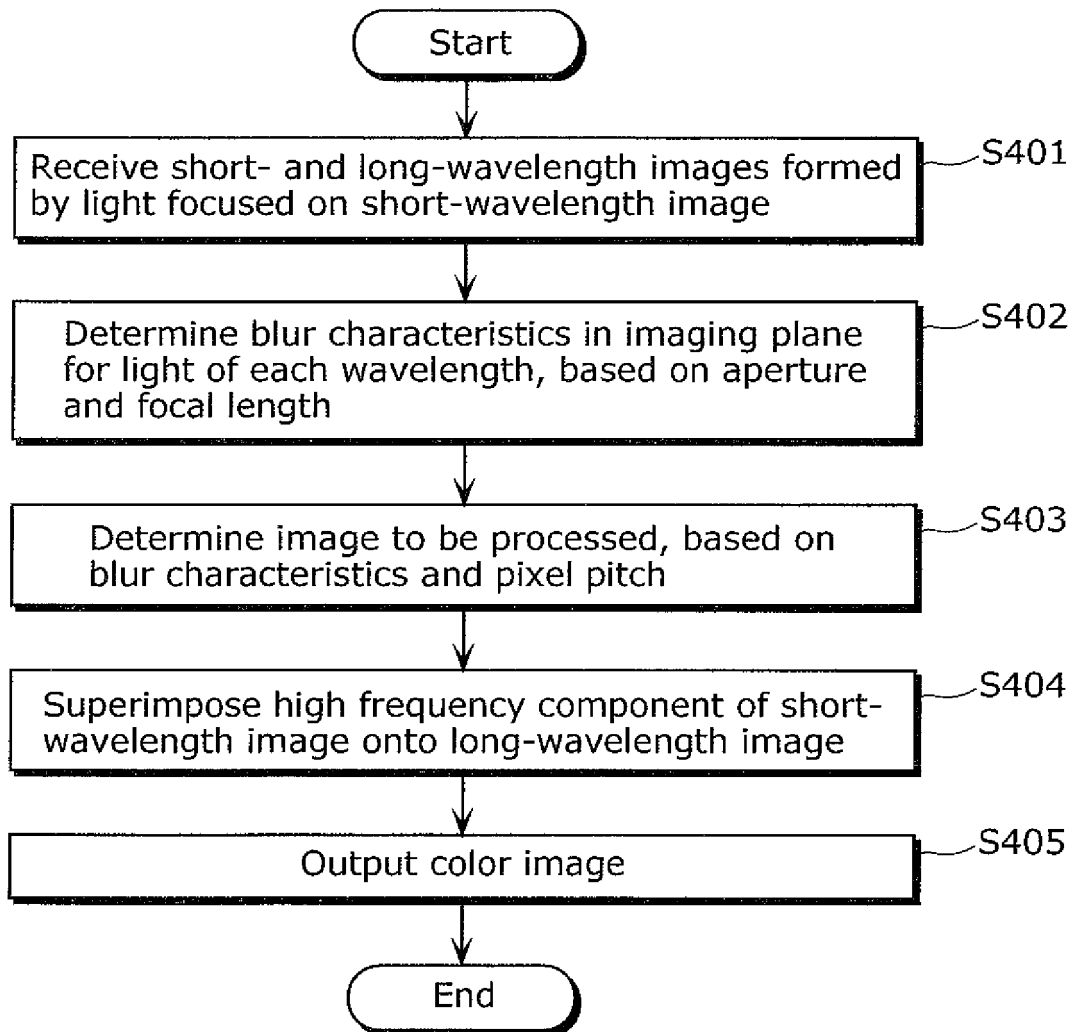 Start
Receive short- and long-wavelength images formed
by light focused on short-wavelength image
S401
Determine blur characteristics in imaging plane
for light of each wavelength, based on aperture
and focal length
S402
Determine image to be processed, based on
blur characteristics and pixel pitch
S403
Superimpose high frequency component of short-
wavelength image onto long-wavelength image
S404
Output color image
S405
End